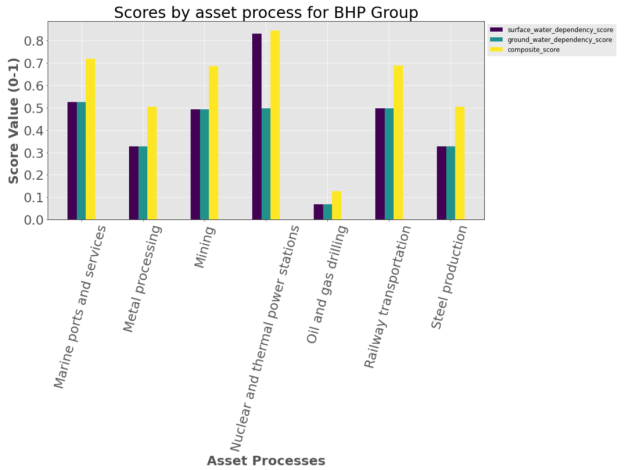 Scores by asset process for BHP Group
surface_water_dependency_score
ground_water_dependency_score
composite_score
Score Value (0-1)
0.8
0.7
0.6
0.5
0.4
0.3
0.2
0.1
0.0
Marine ports and services
Metal processing
Mining
Nuclear and thermal power stations
Oil and gas drilling
Railway transportation
Steel production
Asset Processes